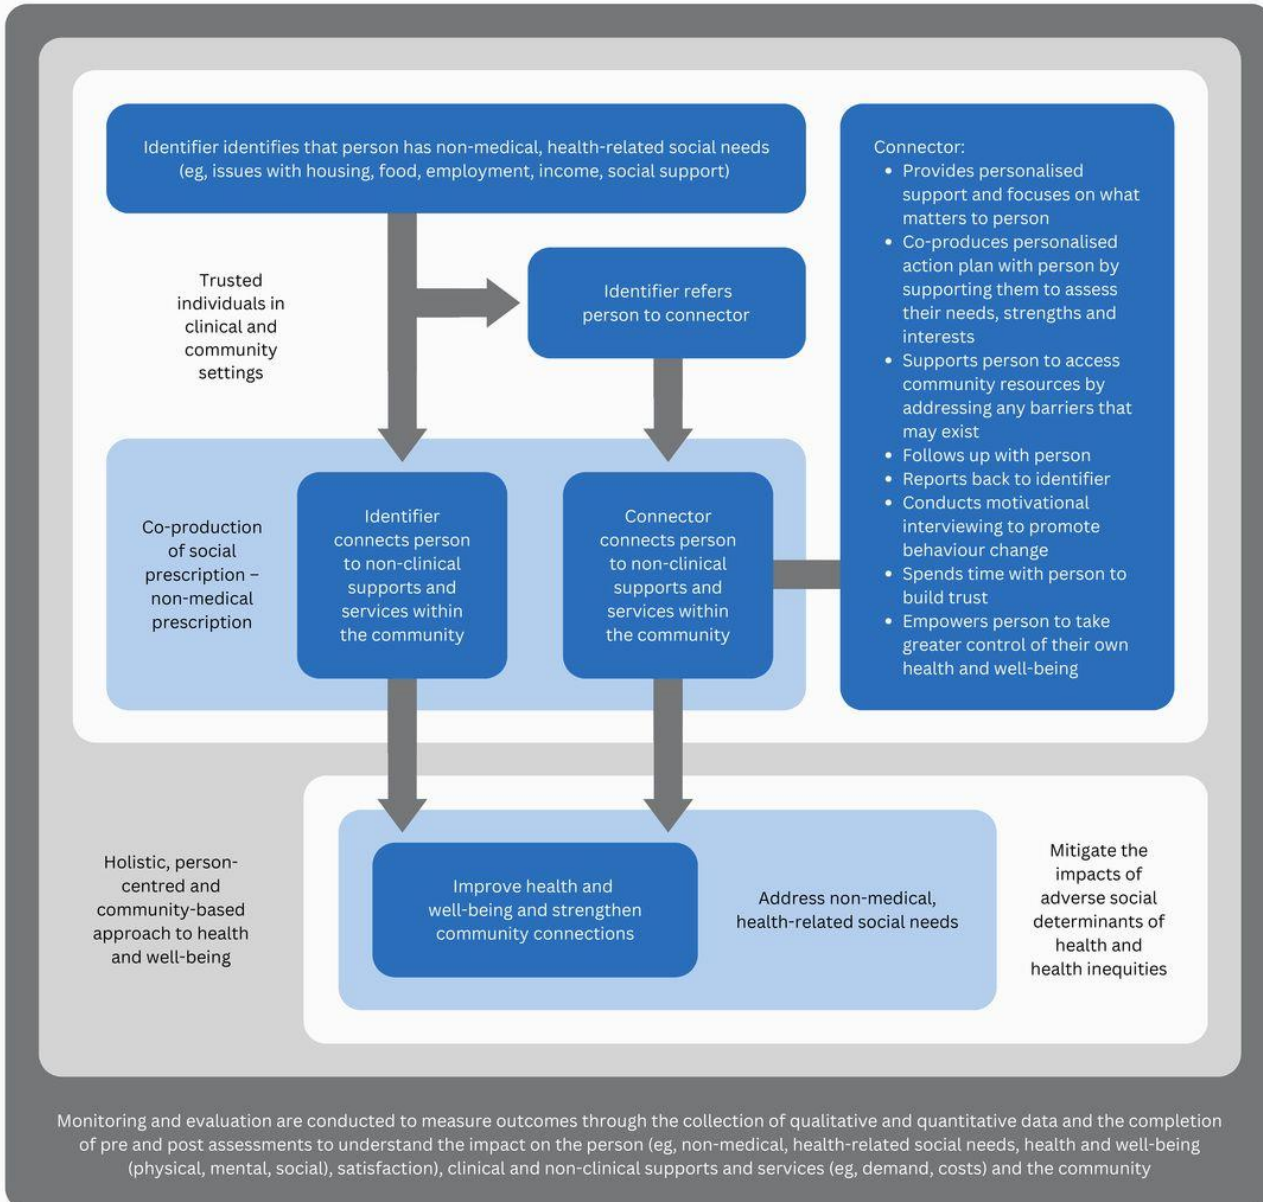 Identifier identifies that person has non-medical, health-related social needs
(eg, issues with housing, food, employment, income, social support)
Trusted
individuals in
clinical and
community
settings
Identifier refers
person to connector
Co-production
of social
prescription –
non-medical
prescription
Identifier
connects person
to non-clinical
supports and
services within
the community
Connector
connects person
to non-clinical
supports and
services within
the community
Connector:
• Provides personalised
support and focuses on what
matters to person
• Co-produces personalised
action plan with person by
supporting them to assess
their needs, strengths and
interests
• Supports person to access
community resources by
addressing any barriers that
may exist
• Follows up with person
• Reports back to identifier
• Conducts motivational
interviewing to promote
behaviour change
• Spends time with person to
build trust
• Empowers person to take
greater control of their own
health and well-being
Holistic, person-
centred and
community-based
approach to health
and well-being
Improve health and
well-being and strengthen
community connections
Address non-medical,
health-related social needs
Mitigate the
impacts of
adverse social
determinants of
health and
health inequities
Monitoring and evaluation are conducted to measure outcomes through the collection of qualitative and quantitative data and the completion
of pre and post assessments to understand the impact on the person (eg, non-medical, health-related social needs, health and well-being
(physical, mental, social), satisfaction), clinical and non-clinical supports and services (eg, demand, costs) and the community